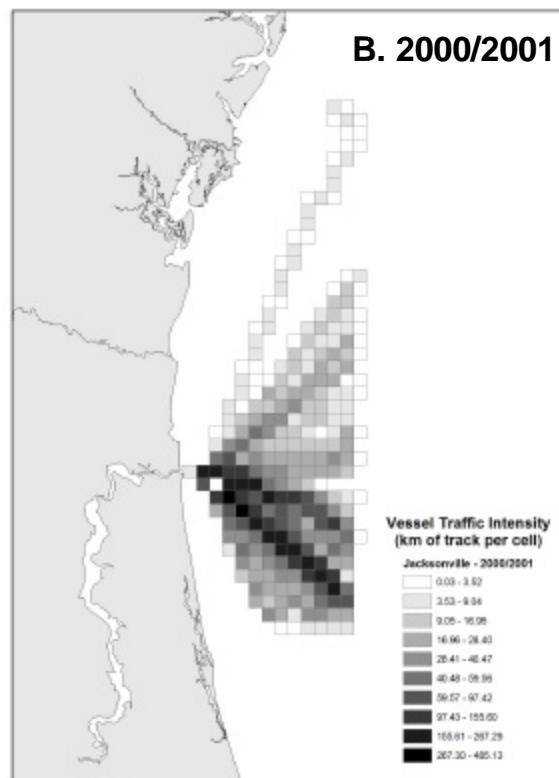 B. 2000/2001
Vessel Traffic Intensity
(km of track per cell)
Jacksonville - 2000/2001
0.03 - 3.52
3.53 - 9.04
9.05 - 16.95
16.96 - 28.40
28.41 - 40.47
40.48 - 59.56
59.57 - 97.42
97.43 - 155.60
155.61 - 267.29
267.30 - 485.13